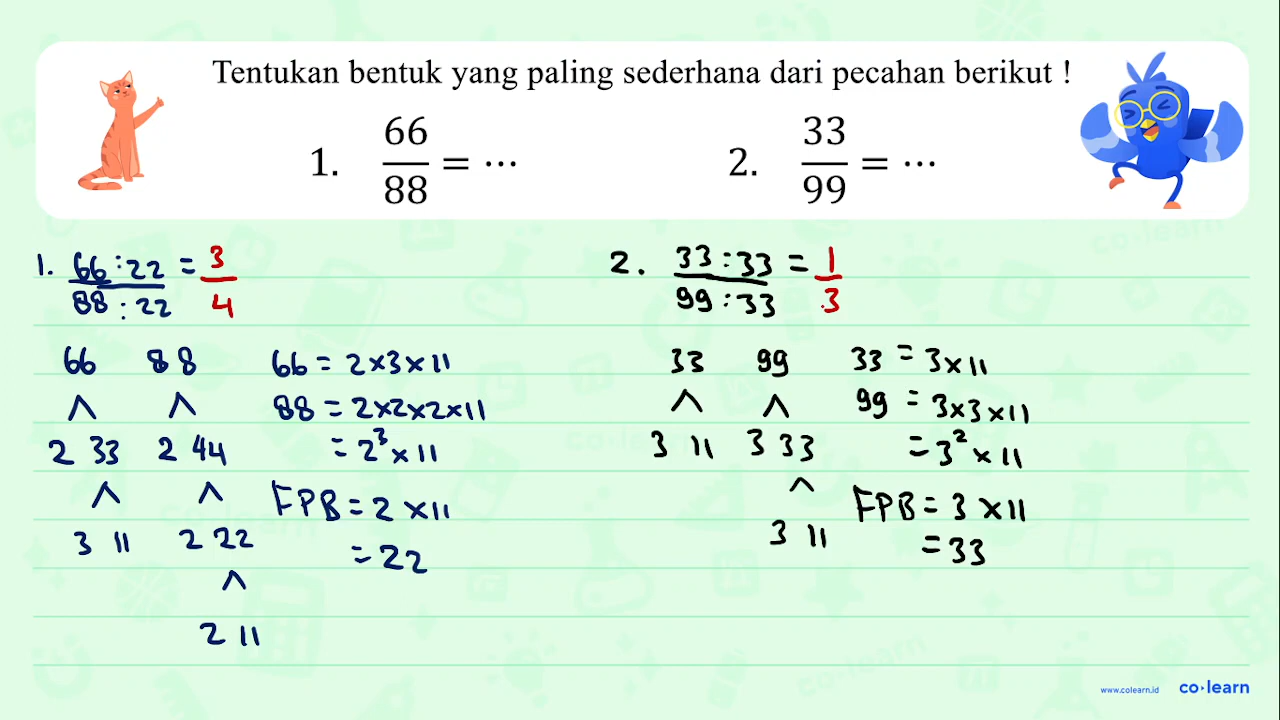 Tentukan bentuk yang paling sederhana dari pecahan berikut !
1. 66/88 = ⋯
2. 33/99 = ⋯
1. 66 : 22 / 88 : 22 = 3/4
66 88
2 33 2 44
3 11 2 22
2 11
66 = 2×3×11
88 = 2×2×2×11
= 2³ × 11
FPB = 2 × 11
= 22
2. 33 : 33 / 99 : 33 = 1/3
33 99
3 11 3 33
3 11
33 = 3×11
99 = 3×3×11
= 3² × 11
FPB = 3 × 11
= 33
www.colearn.id co·learn